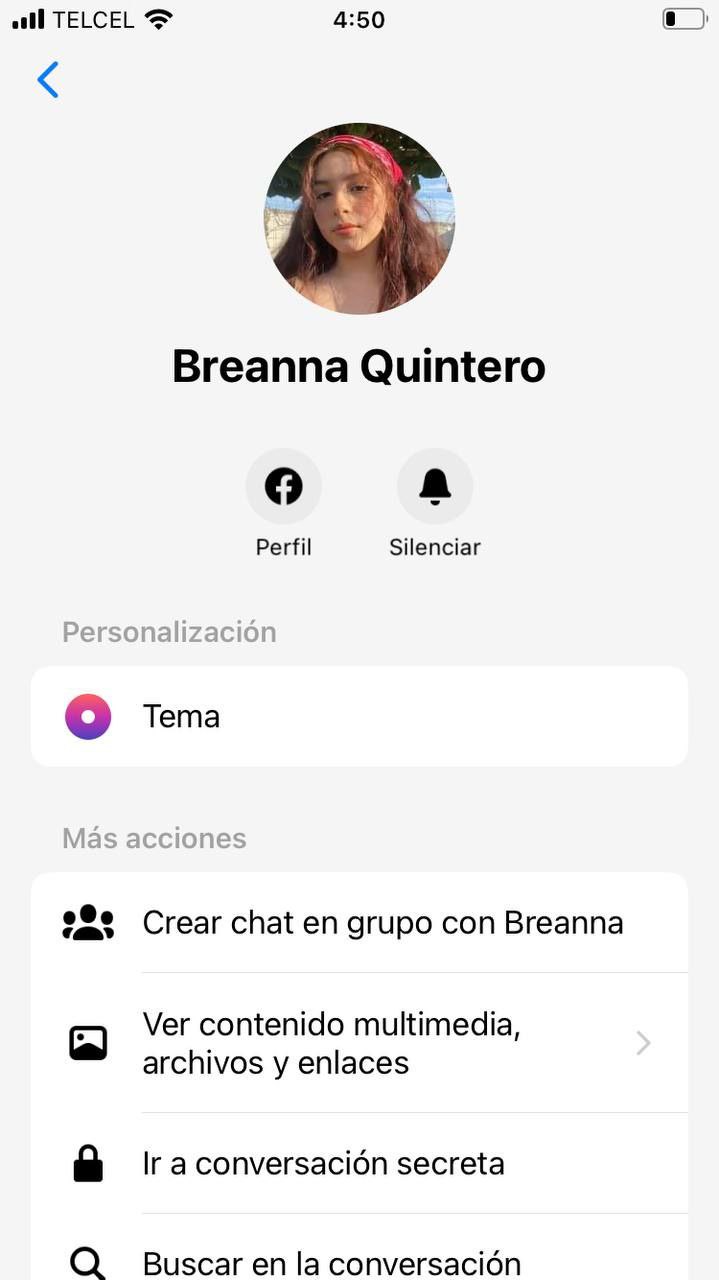 TELCEL 4:50
Breanna Quintero
Perfil Silenciar
Personalización
Tema
Más acciones
Crear chat en grupo con Breanna
Ver contenido multimedia,
archivos y enlaces
Ir a conversación secreta
Buscar en la conversación